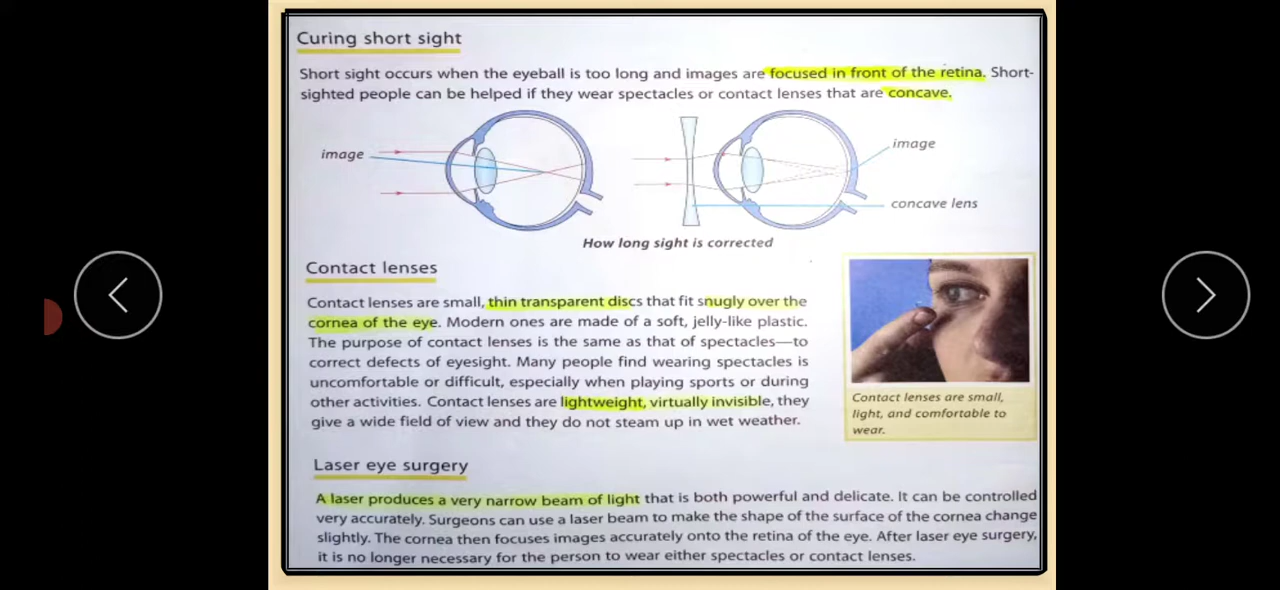 Curing short sight
Short sight occurs when the eyeball is too long and images are focused in front of the retina. Short-
sighted people can be helped if they wear spectacles or contact lenses that are concave.
image
image
concave lens
How long sight is corrected
Contact lenses
Contact lenses are small, thin transparent discs that fit snugly over the
cornea of the eye. Modern ones are made of a soft, jelly-like plastic.
The purpose of contact lenses is the same as that of spectacles—to
correct defects of eyesight. Many people find wearing spectacles is
uncomfortable or difficult, especially when playing sports or during
other activities. Contact lenses are lightweight, virtually invisible, they
give a wide field of view and they do not steam up in wet weather.
Contact lenses are small,
light, and comfortable to
wear.
Laser eye surgery
A laser produces a very narrow beam of light that is both powerful and delicate. It can be controlled
very accurately. Surgeons can use a laser beam to make the shape of the surface of the cornea change
slightly. The cornea then focuses images accurately onto the retina of the eye. After laser eye surgery,
it is no longer necessary for the person to wear either spectacles or contact lenses.